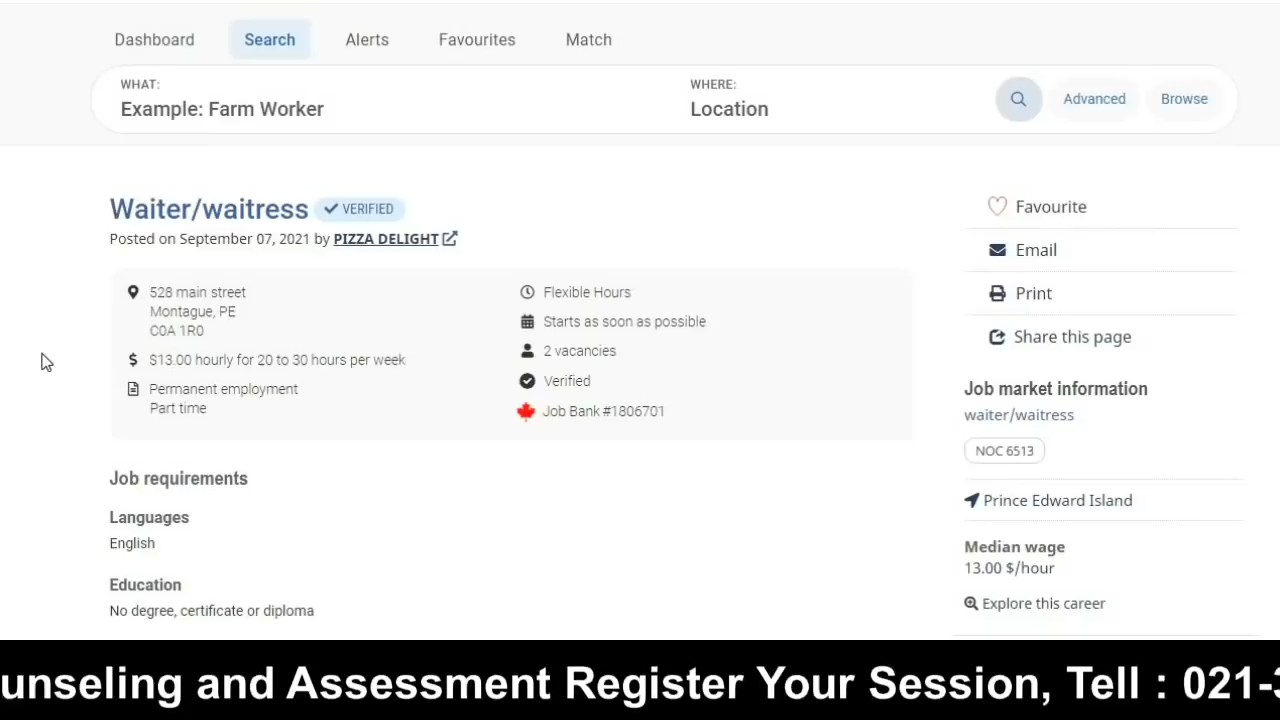 Dashboard Search Alerts Favourites Match
WHAT:
Example: Farm Worker
WHERE:
Location
Advanced Browse
Waiter/waitress VERIFIED
Posted on September 07, 2021 by PIZZA DELIGHT
528 main street
Montague, PE
C0A 1R0
$13.00 hourly for 20 to 30 hours per week
Permanent employment
Part time
Flexible Hours
Starts as soon as possible
2 vacancies
Verified
Job Bank #1806701
Job requirements
Languages
English
Education
No degree, certificate or diploma
Favourite
Email
Print
Share this page
Job market information
waiter/waitress
NOC 6513
Prince Edward Island
Median wage
13.00 $/hour
Explore this career
unseling and Assessment Register Your Session, Tell : 021-